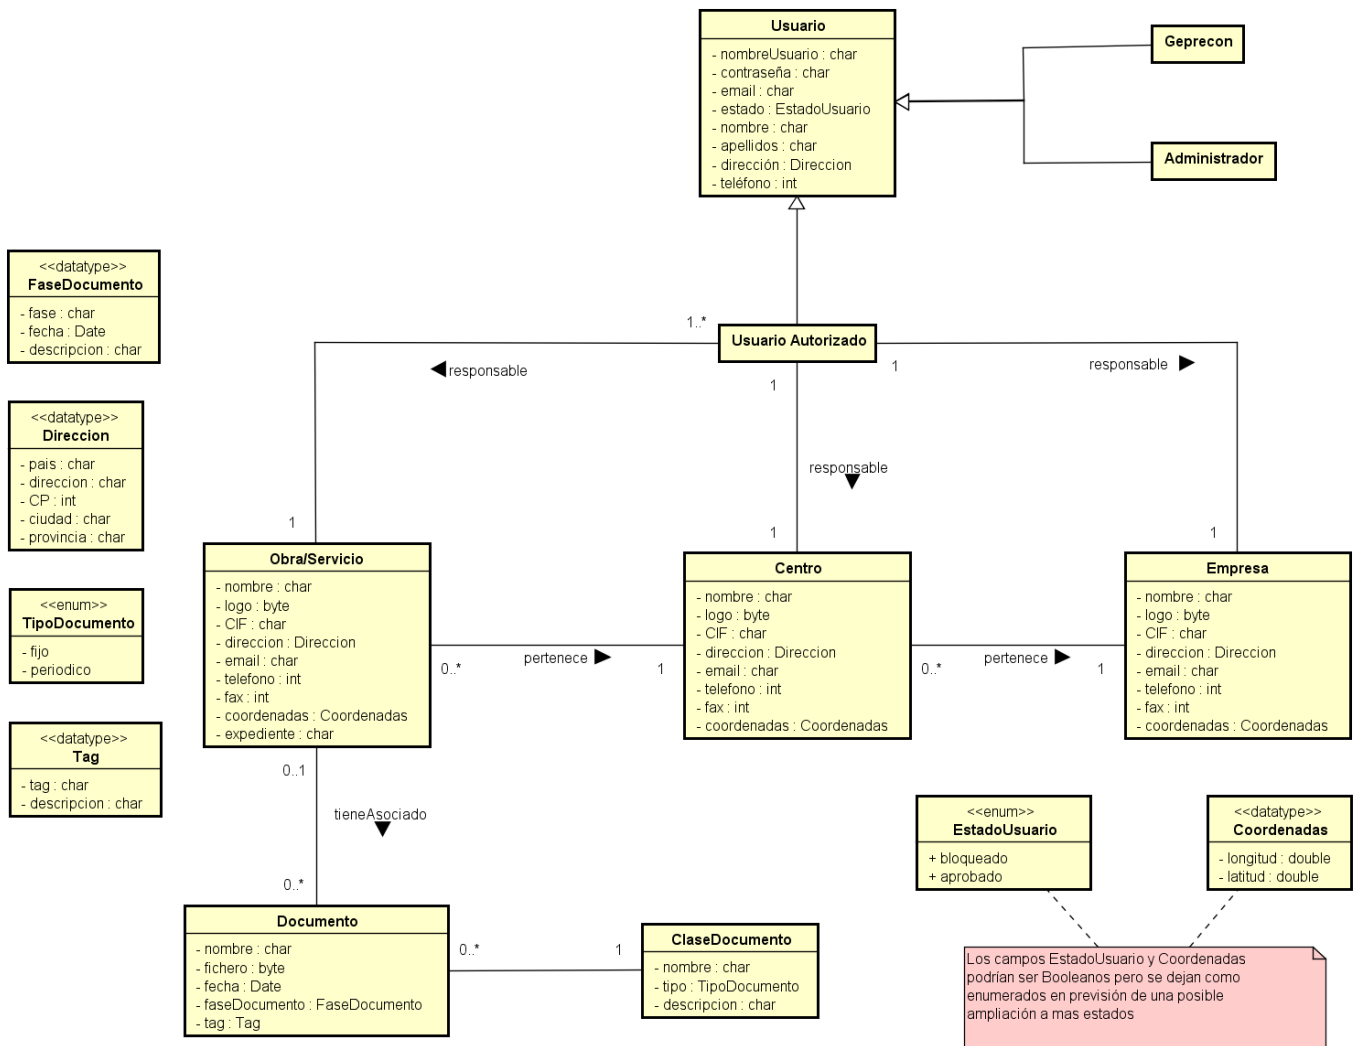 Usuario
- nombreUsuario : char
- contraseña : char
- email : char
- estado : EstadoUsuario
- nombre : char
- apellidos : char
- dirección : Direccion
- teléfono : int
Geprecon
Administrador
<<datatype>>
FaseDocumento
- fase : char
- fecha : Date
- descripcion : char
<<datatype>>
Direccion
- pais : char
- direccion : char
- CP : int
- ciudad : char
- provincia : char
<<enum>>
TipoDocumento
- fijo
- periodico
<<datatype>>
Tag
- tag : char
- descripcion : char
Usuario Autorizado
1..*
responsable
1
1
responsable
1
1
responsable
1
Obra/Servicio
- nombre : char
- logo : byte
- CIF : char
- direccion : Direccion
- email : char
- telefono : int
- fax : int
- coordenadas : Coordenadas
- expediente : char
0..*
pertenece
1
Centro
- nombre : char
- logo : byte
- CIF : char
- direccion : Direccion
- email : char
- telefono : int
- fax : int
- coordenadas : Coordenadas
0..*
pertenece
1
Empresa
- nombre : char
- logo : byte
- CIF : char
- direccion : Direccion
- email : char
- telefono : int
- fax : int
- coordenadas : Coordenadas
0..1
tieneAsociado
0..*
Documento
- nombre : char
- fichero : byte
- fecha : Date
- faseDocumento : FaseDocumento
- tag : Tag
0..*
1
ClaseDocumento
- nombre : char
- tipo : TipoDocumento
- descripcion : char
<<enum>>
EstadoUsuario
+ bloqueado
+ aprobado
<<datatype>>
Coordenadas
- longitud : double
- latitud : double
Los campos EstadoUsuario y Coordenadas
podrían ser Booleanos pero se dejan como
enumerados en previsión de una posible
ampliación a mas estados